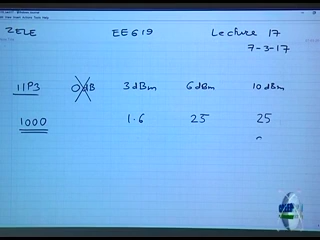 ZELE EE619 Lecture 17
7-3-17
IIP3 0dB 3dBm 6dBm 10dBm
1000 1.6 25 25